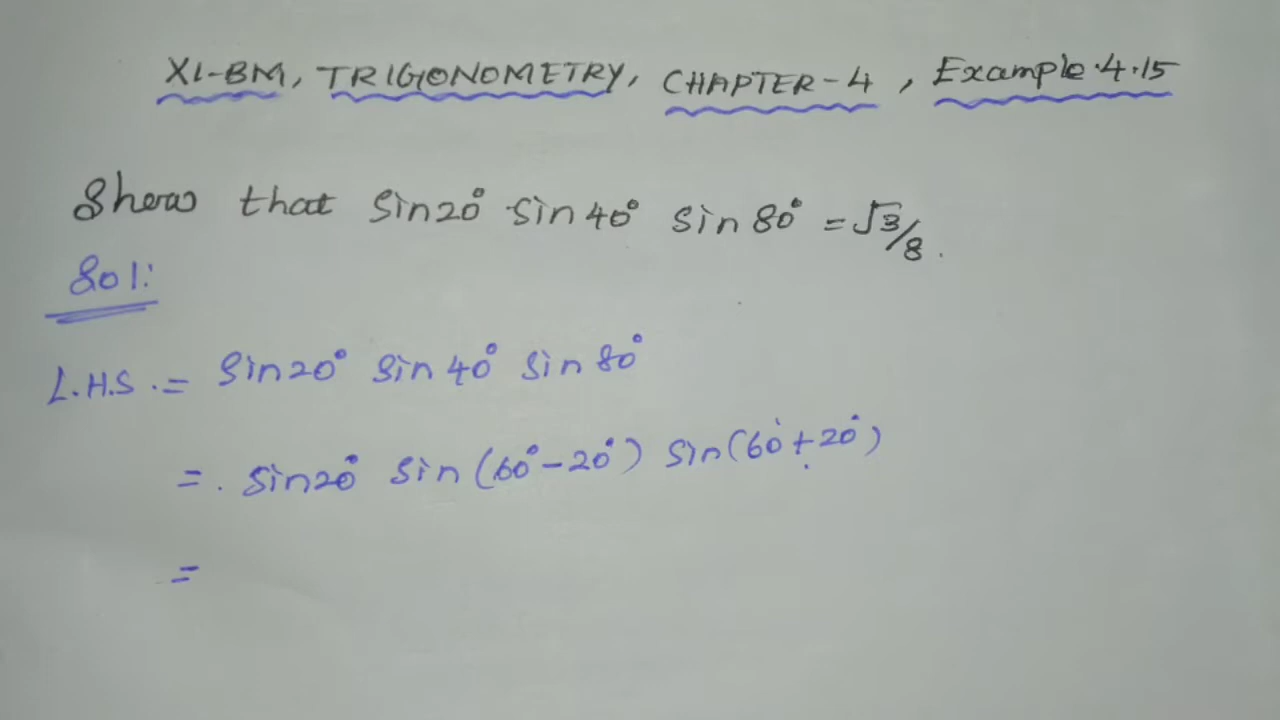 XI-BM, TRIGONOMETRY, CHAPTER-4, Example.4.15
Show that sin20° sin40° sin80° = √3/8.
Sol:
L.H.S. = sin20° sin40° sin80°
=. sin20° sin(60°-20°) sin(60°+20°)
=